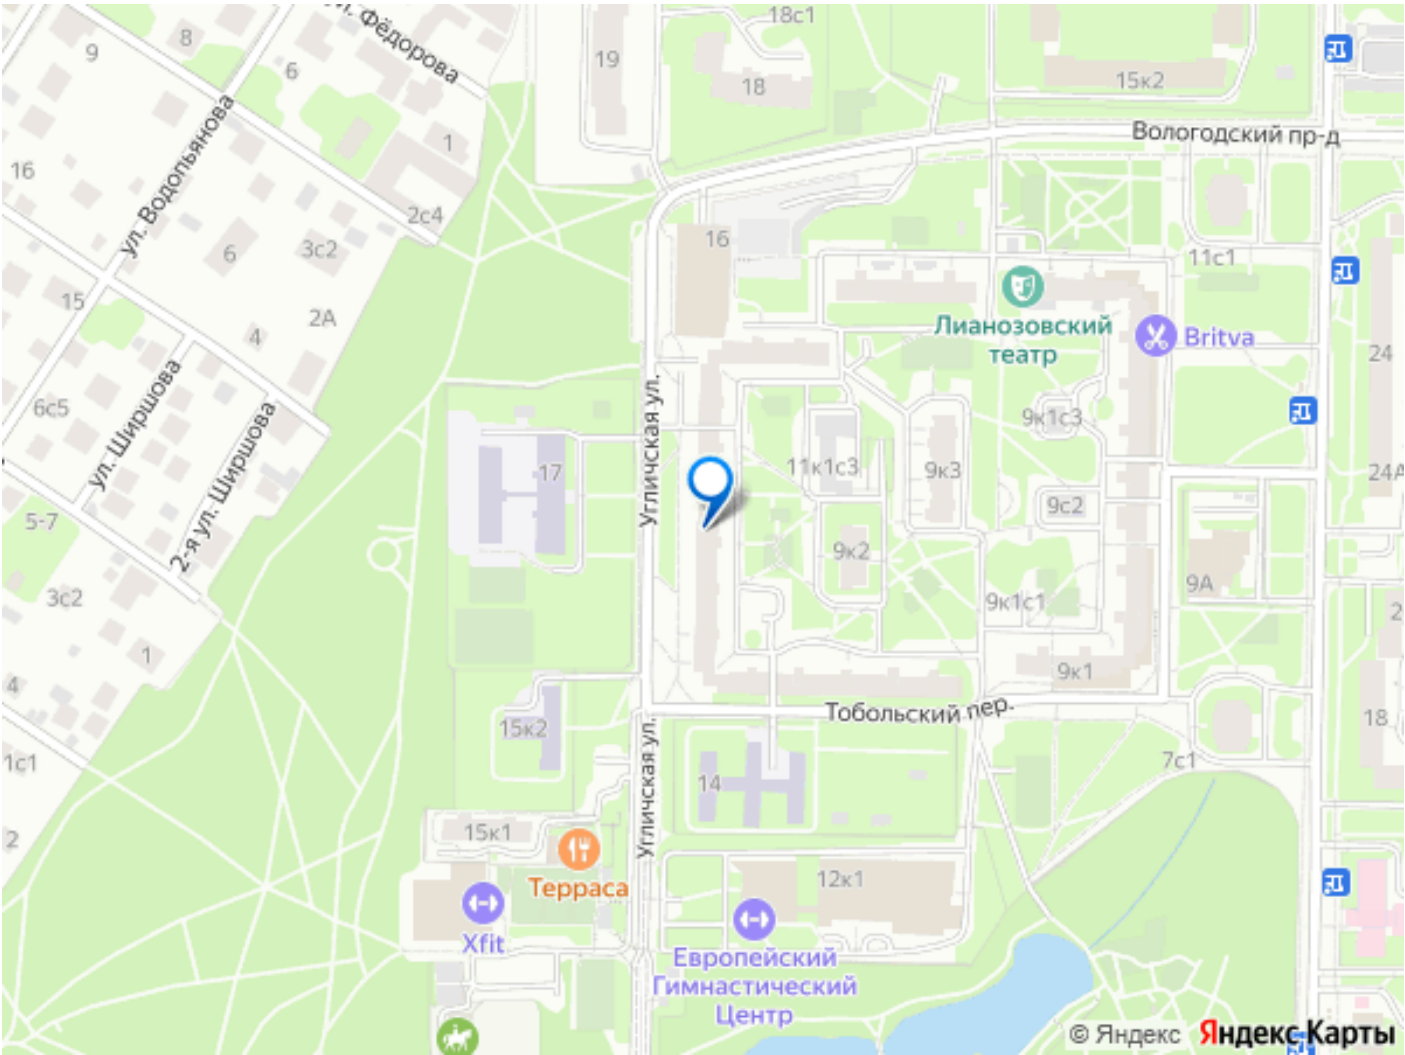 ул. Фёдорова
18с1
8
9
6
19
18
15к2
ул. Водопьянова
1
Вологодский пр-д
16
2с4
6
3с2
16
11с1
15
2А
4
Лианозовский
театр
Britva
24
6с5
ул. Ширшова
2-я ул. Ширшова
Угличская ул.
9к1с3
17
11к1с3
9к3
24А
5-7
9с2
9к2
9А
3с2
9к1с1
1
9к1
4
Тобольский пер.
15к2
18
1с1
Угличская ул.
14
7с1
2
15к1
Терраса
12к1
Xfit
Европейский
Гимнастический
Центр
© Яндекс Яндекс Карты